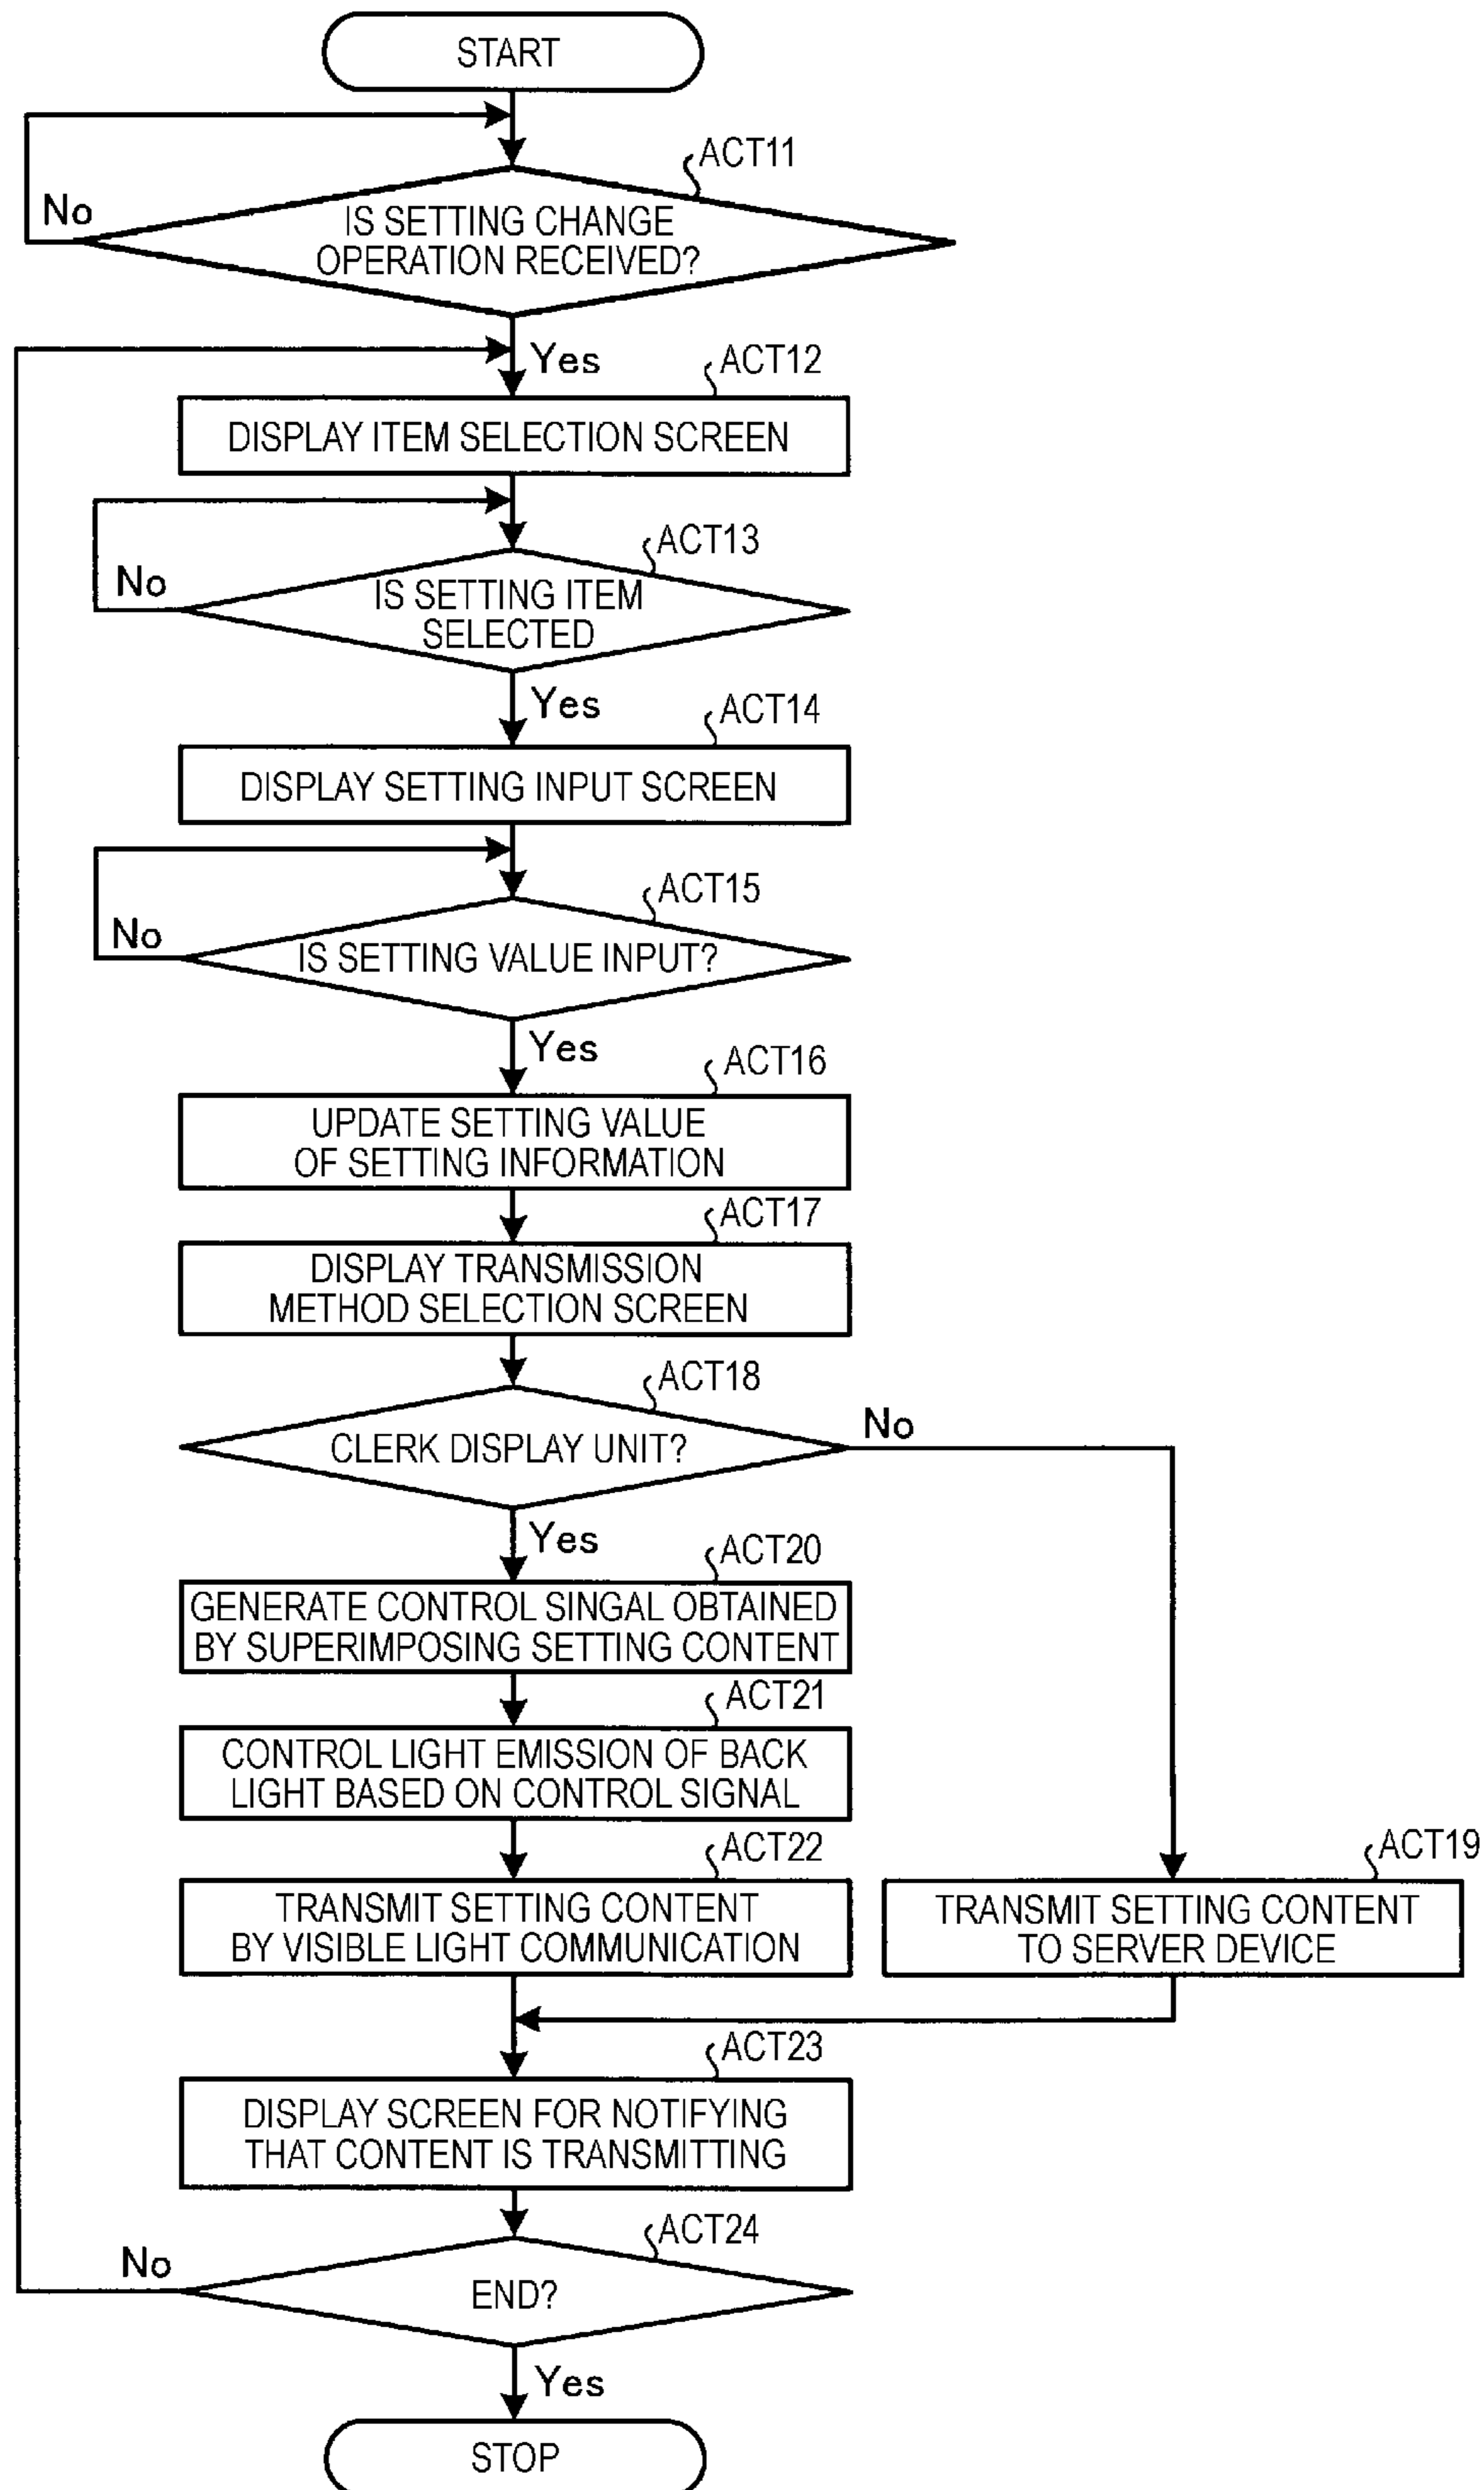 START
ACT11
No
IS SETTING CHANGE
OPERATION RECEIVED?
Yes
ACT12
DISPLAY ITEM SELECTION SCREEN
ACT13
No
IS SETTING ITEM
SELECTED
Yes
ACT14
DISPLAY SETTING INPUT SCREEN
ACT15
No
IS SETTING VALUE INPUT?
Yes
ACT16
UPDATE SETTING VALUE
OF SETTING INFORMATION
ACT17
DISPLAY TRANSMISSION
METHOD SELECTION SCREEN
ACT18
CLERK DISPLAY UNIT?
No
Yes
ACT20
GENERATE CONTROL SINGAL OBTAINED
BY SUPERIMPOSING SETTING CONTENT
ACT21
CONTROL LIGHT EMISSION OF BACK
LIGHT BASED ON CONTROL SIGNAL
ACT22
TRANSMIT SETTING CONTENT
BY VISIBLE LIGHT COMMUNICATION
ACT19
TRANSMIT SETTING CONTENT
TO SERVER DEVICE
ACT23
DISPLAY SCREEN FOR NOTIFYING
THAT CONTENT IS TRANSMITTING
ACT24
No
END?
Yes
STOP